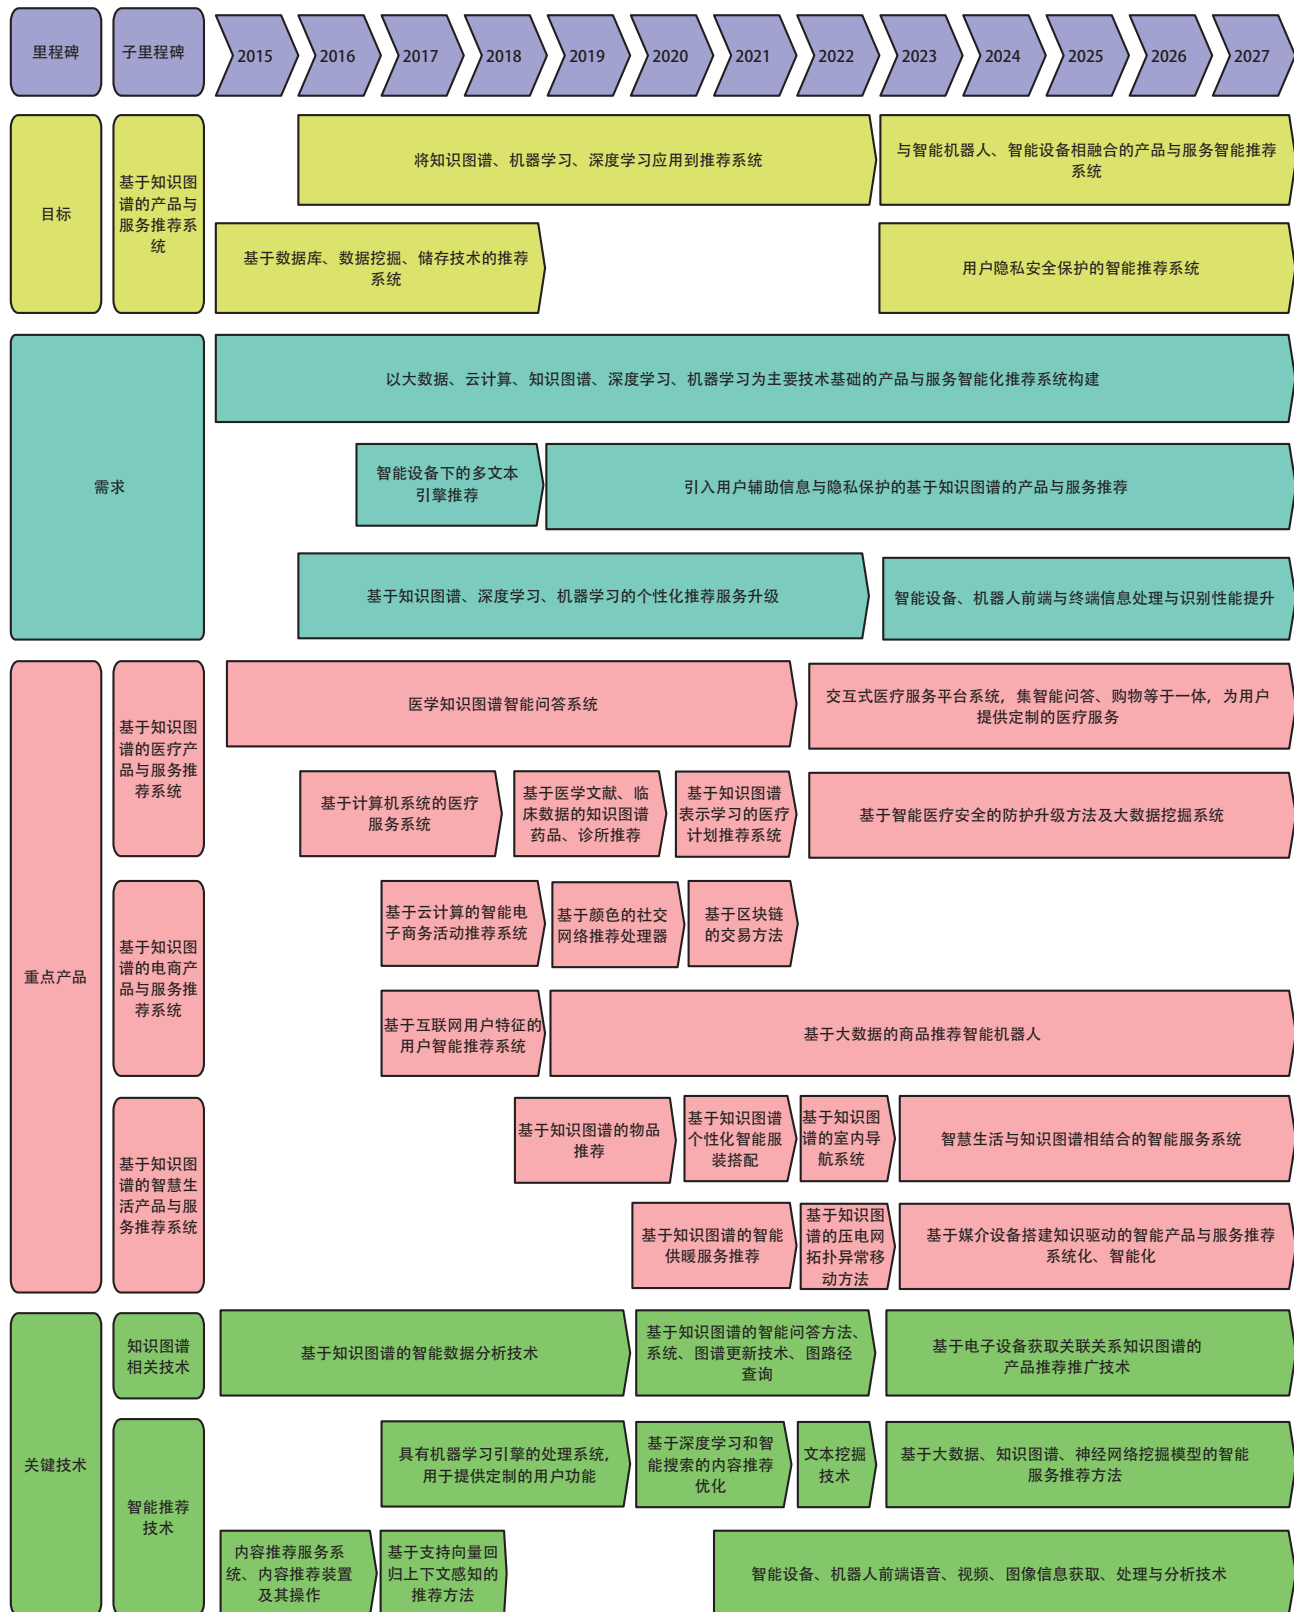 里程碑
子里程碑
2015
2016
2017
2018
2019
2020
2021
2022
2023
2024
2025
2026
2027
目标
基于知识图
谱的产品与
服务推荐系
统
将知识图谱、机器学习、深度学习应用到推荐系统
与智能机器人、智能设备相融合的产品与服务智能推荐
系统
基于数据库、数据挖掘、储存技术的推荐
系统
用户隐私安全保护的智能推荐系统
需求
以大数据、云计算、知识图谱、深度学习、机器学习为主要技术基础的产品与服务智能化推荐系统构建
智能设备下的多文本
引擎推荐
引入用户辅助信息与隐私保护的基于知识图谱的产品与服务推荐
基于知识图谱、深度学习、机器学习的个性化推荐服务升级
智能设备、机器人前端与终端信息处理与识别性能提升
重点产品
基于知识图
谱的医疗产
品与服务推
荐系统
医学知识图谱智能问答系统
交互式医疗服务平台系统，集智能问答、购物等于一体，为用户
提供定制的医疗服务
基于计算机系统的医疗
服务系统
基于医学文献、临
床数据的知识图谱
药品、诊所推荐
基于知识图谱
表示学习的医疗
计划推荐系统
基于智能医疗安全的防护升级方法及大数据挖掘系统
基于知识图
谱的电商产
品与服务推
荐系统
基于云计算的智能电
子商务活动推荐系统
基于颜色的社交
网络推荐处理器
基于区块链
的交易方法
基于互联网用户特征的
用户智能推荐系统
基于大数据的商品推荐智能机器人
基于知识图
谱的智慧生
活产品与服
务推荐系统
基于知识图谱的物品
推荐
基于知识图谱
个性化智能服
装搭配
基于知识图
谱的室内导
航系统
智慧生活与知识图谱相结合的智能服务系统
基于知识图谱的智能
供暖服务推荐
基于知识图
谱的压电网
拓扑异常移
动方法
基于媒介设备搭建知识驱动的智能产品与服务推荐
系统化、智能化
关键技术
知识图谱
相关技术
基于知识图谱的智能数据分析技术
基于知识图谱的智能问答方法、
系统、图谱更新技术、图路径
查询
基于电子设备获取关联关系知识图谱的
产品推荐推广技术
智能推荐
技术
具有机器学习引擎的处理系统，
用于提供定制的用户功能
基于深度学习和智
能搜索的内容推荐
优化
文本挖掘
技术
基于大数据、知识图谱、神经网络挖掘模型的智能
服务推荐方法
内容推荐服务系
统、内容推荐装置
及其操作
基于支持向量回
归上下文感知的
推荐方法
智能设备、机器人前端语音、视频、图像信息获取、处理与分析技术